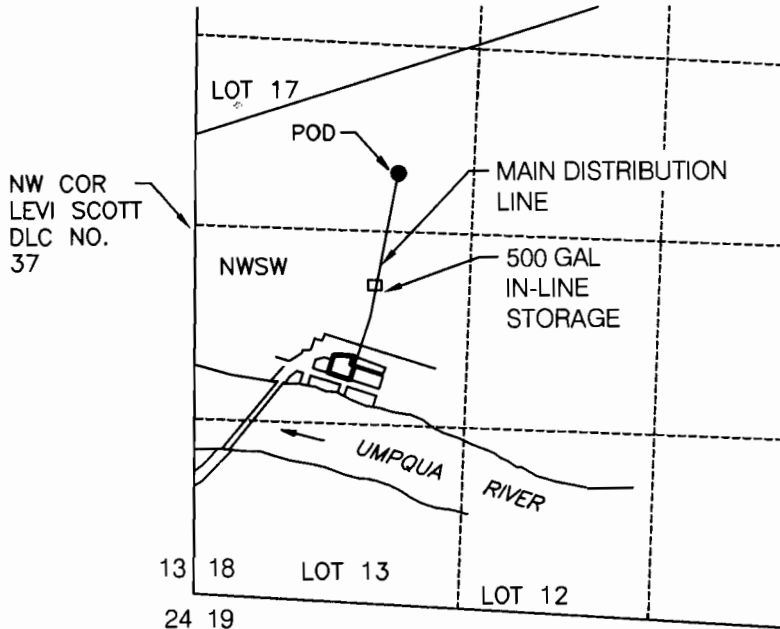 LOT 17
POD
NW COR
LEVI SCOTT
DLC NO.
37
MAIN DISTRIBUTION
LINE
NWSW
500 GAL
IN-LINE
STORAGE
UMPQUA
RIVER
13 18
LOT 13
LOT 12
24 19